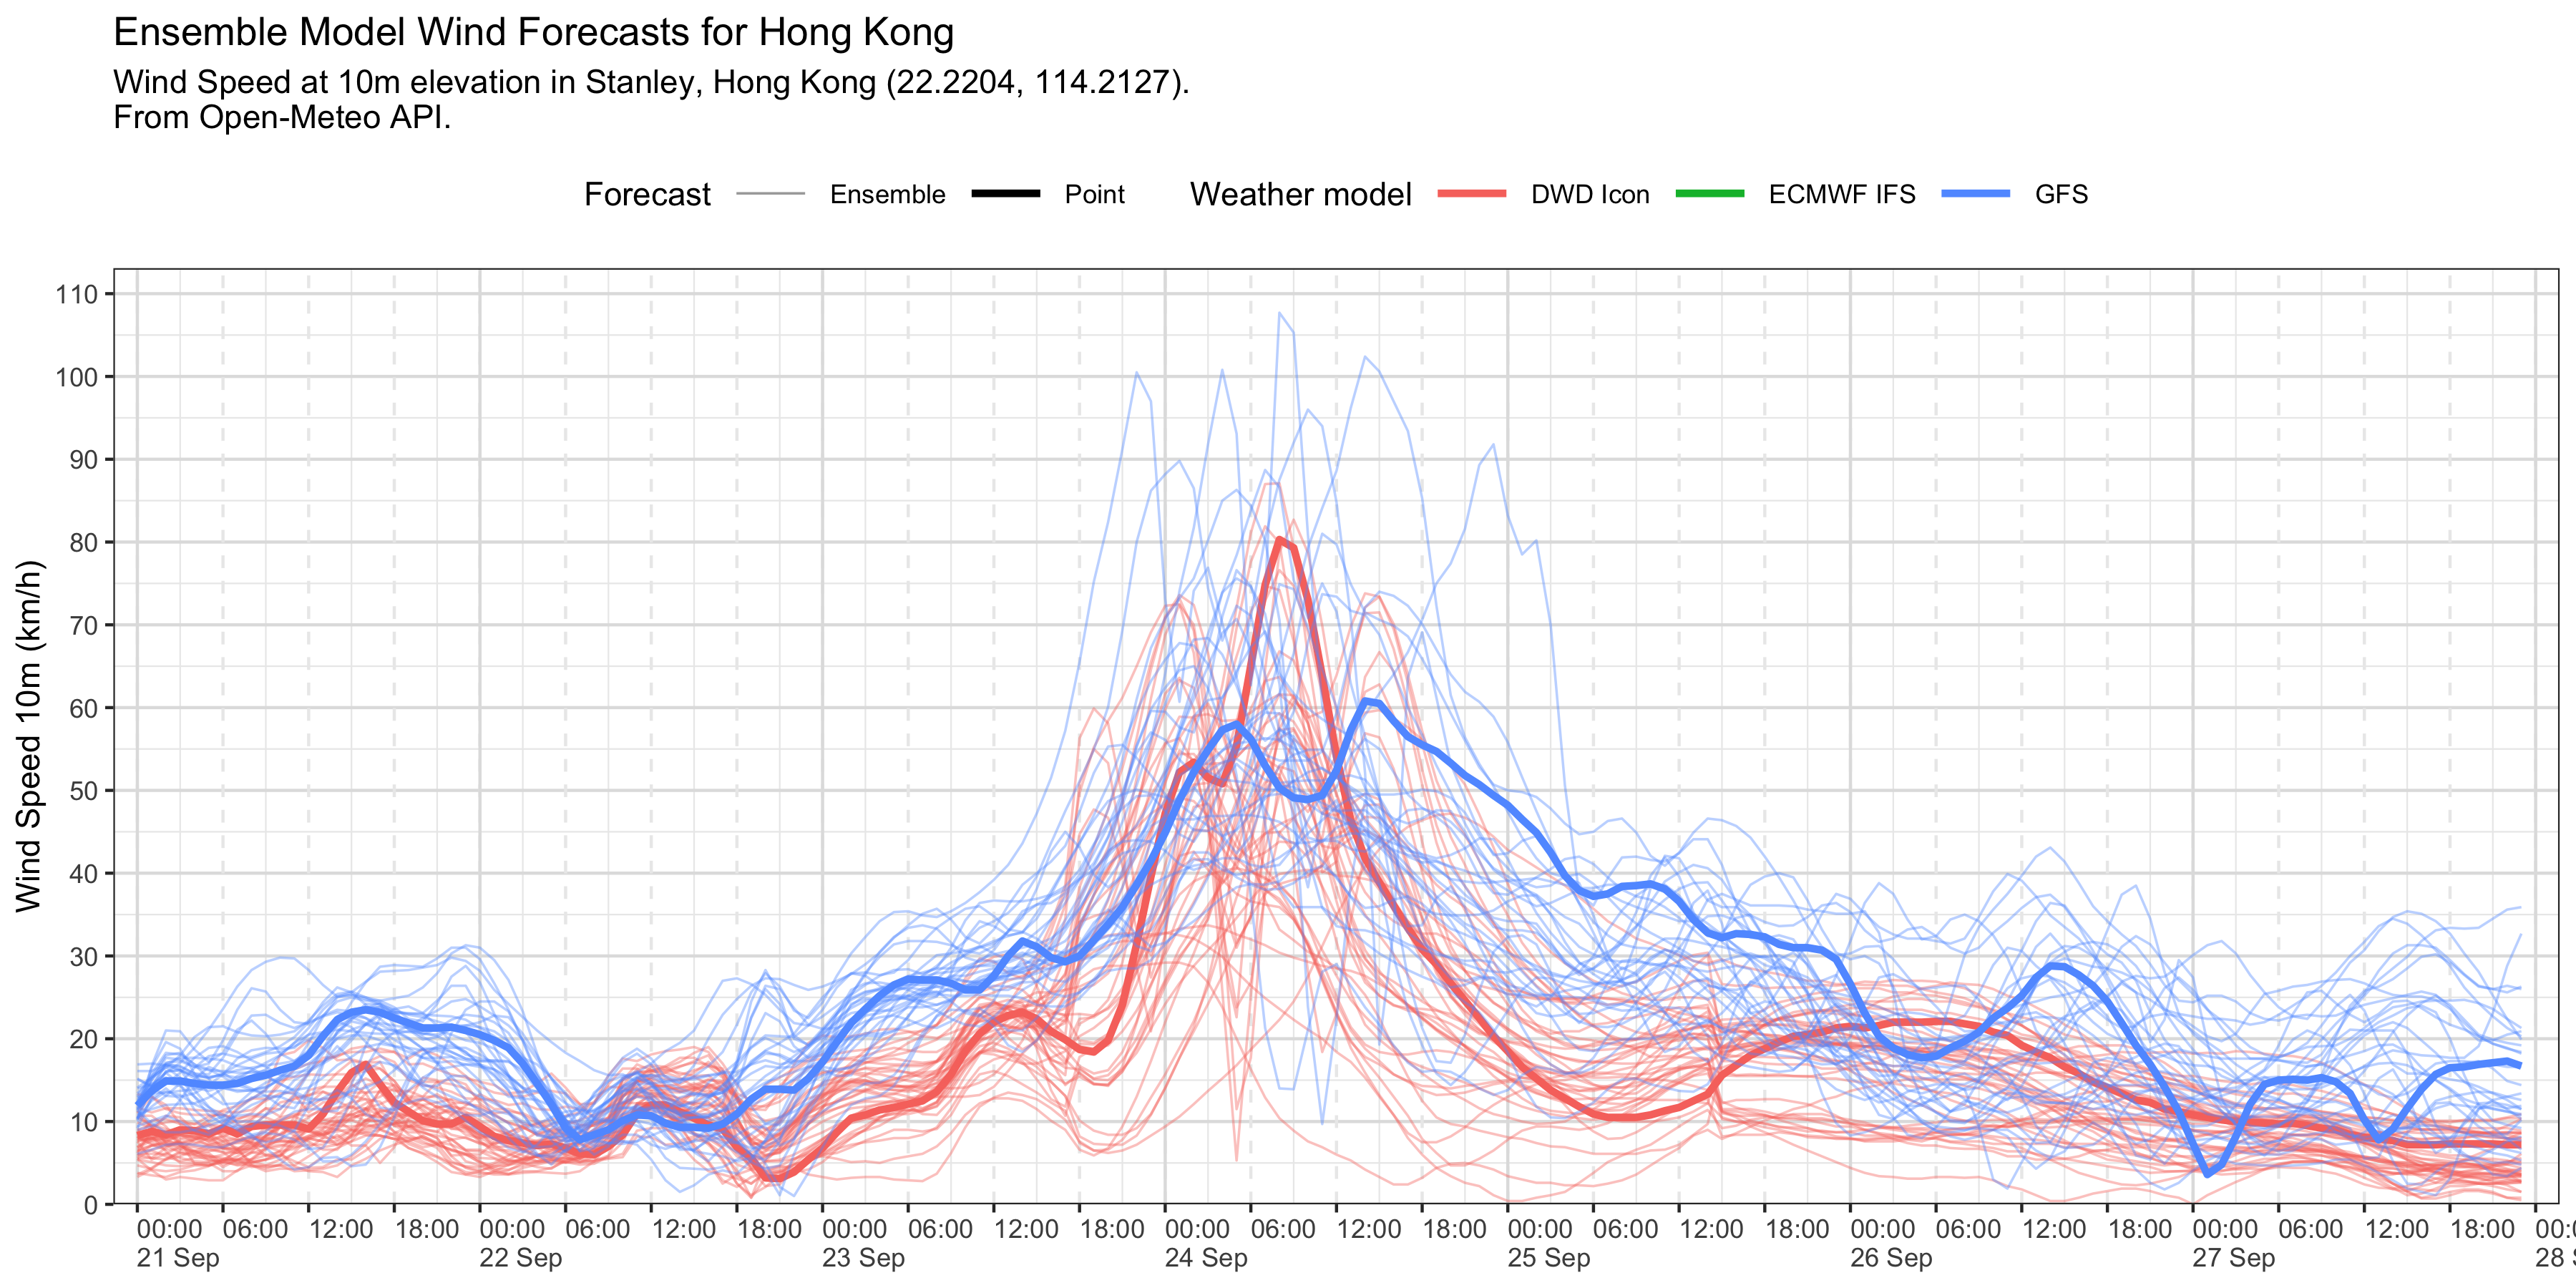 Ensemble Model Wind Forecasts for Hong Kong
Wind Speed at 10m elevation in Stanley, Hong Kong (22.2204, 114.2127).
From Open-Meteo API.
Forecast Ensemble Point Weather model DWD Icon ECMWF IFS GFS
110
100
90
80
70
60
50
40
30
20
10
0
Wind Speed 10m (km/h)
00:00 06:00 12:00 18:00 00:00 06:00 12:00 18:00 00:00 06:00 12:00 18:00 00:00 06:00 12:00 18:00 00:00 06:00 12:00 18:00 00:00 06:00 12:00 18:00 00:00 06:00 12:00 18:00
21 Sep 22 Sep 23 Sep 24 Sep 25 Sep 26 Sep 27 Sep 28